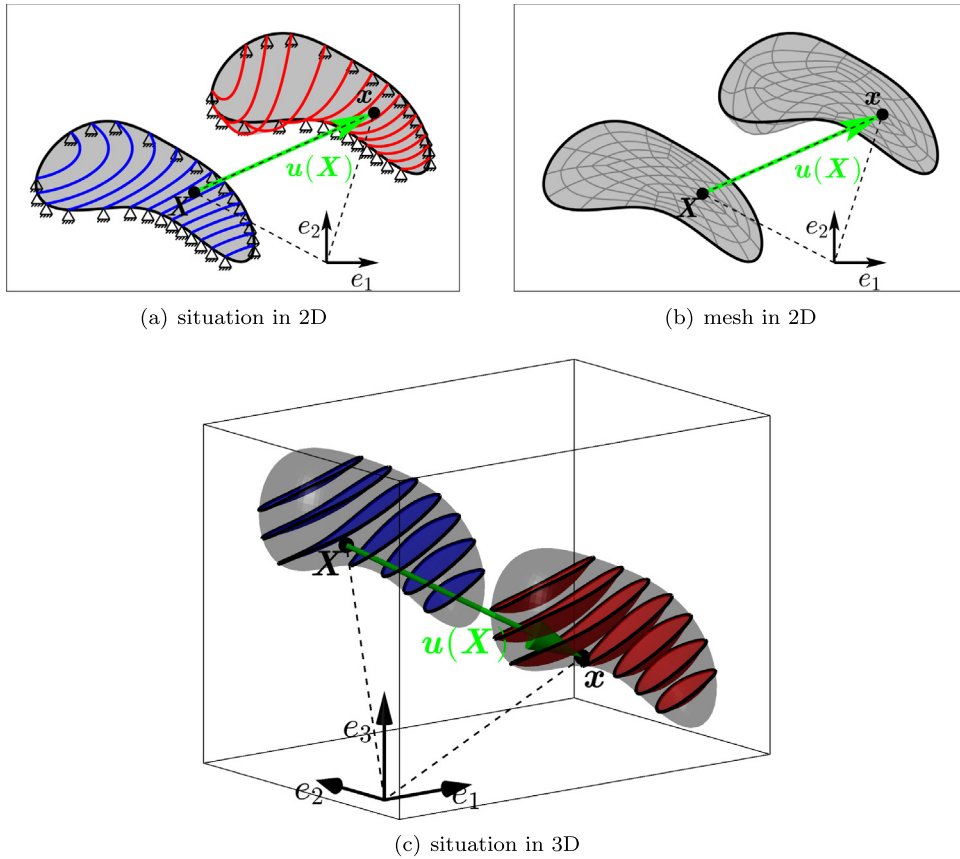 x
u(X)
X
e2
e1
(a) situation in 2D
x
u(X)
X
e2
e1
(b) mesh in 2D
X
u(X)
x
e3
e2
e1
(c) situation in 3D